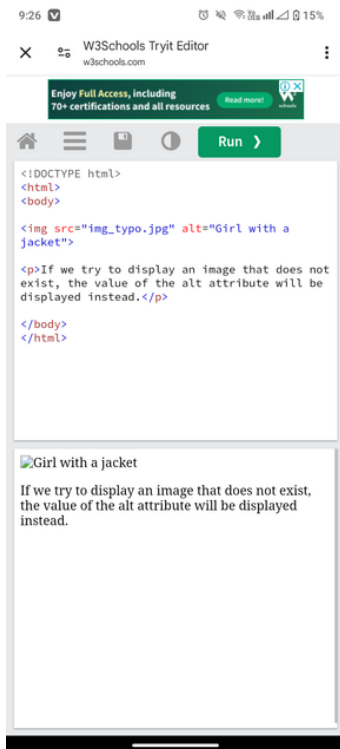 9:26
15%
W3Schools Tryit Editor
w3schools.com
Enjoy Full Access, including
70+ certifications and all resources
Read more!
schools
Run ❯
<!DOCTYPE html>
<html>
<body>
<img src="img_typo.jpg" alt="Girl with a
jacket">
<p>If we try to display an image that does not
exist, the value of the alt attribute will be
displayed instead.</p>
</body>
</html>
Girl with a jacket
If we try to display an image that does not exist,
the value of the alt attribute will be displayed
instead.